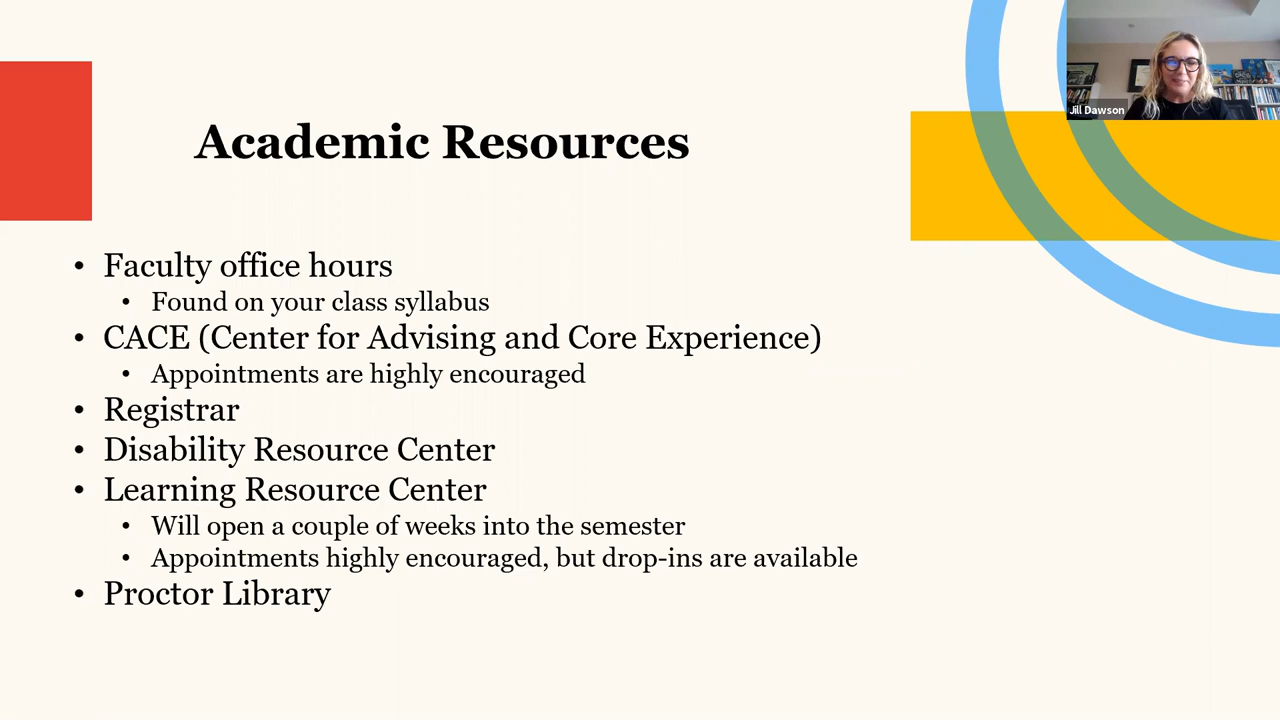 Jill Dawson
Academic Resources
• Faculty office hours
• Found on your class syllabus
• CACE (Center for Advising and Core Experience)
• Appointments are highly encouraged
• Registrar
• Disability Resource Center
• Learning Resource Center
• Will open a couple of weeks into the semester
• Appointments highly encouraged, but drop-ins are available
• Proctor Library